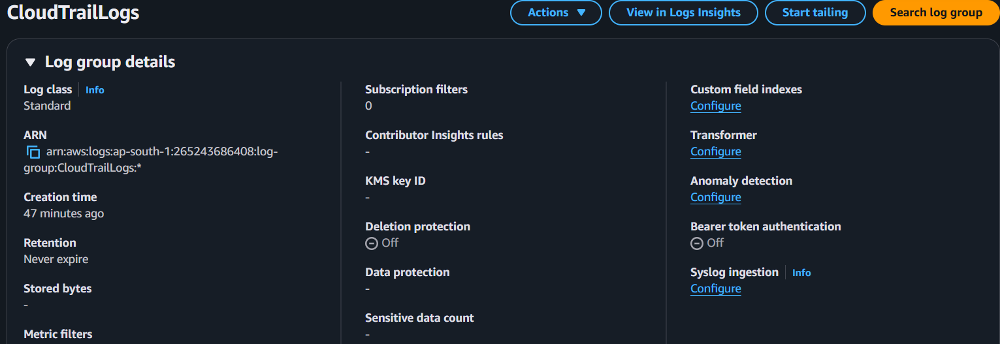 CloudTrailLogs
Actions
View in Logs Insights
Start tailing
Search log group
Log group details
Log class
Info
Standard
ARN
arn:aws:logs:ap-south-1:265243686408:log-
group:CloudTrailLogs:*
Creation time
47 minutes ago
Retention
Never expire
Stored bytes
-
Metric filters
Subscription filters
0
Contributor Insights rules
-
KMS key ID
-
Deletion protection
Off
Data protection
-
Sensitive data count
-
Custom field indexes
Configure
Transformer
Configure
Anomaly detection
Configure
Bearer token authentication
Off
Syslog ingestion
Info
Configure